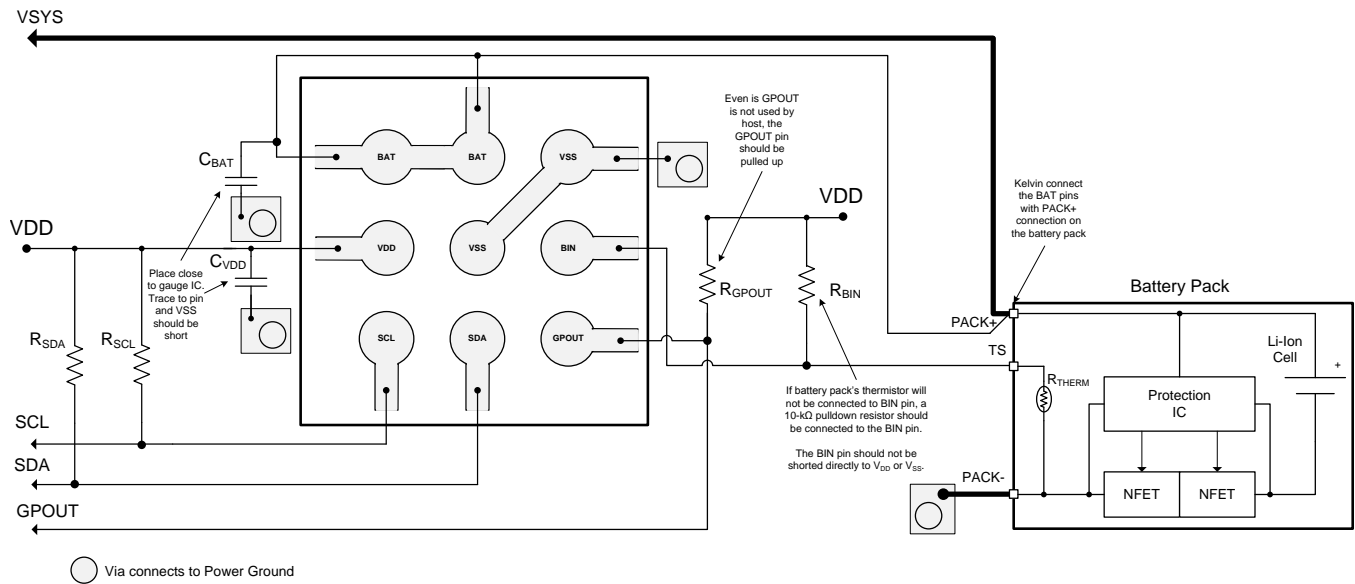 VSYS
Even is GPOUT
is not used by
host, the
GPOUT pin
should be
pulled up
CBAT
BAT
BAT
VSS
VDD
Kelvin connect
the BAT pins
with PACK+
connection on
the battery pack
VDD
CVDD
VDD
VSS
BIN
Place close
to gauge IC.
Trace to pin
and VSS
should be
short
RGPOUT
RBIN
Battery Pack
RSDA
RSCL
SCL
SDA
GPOUT
PACK+
TS
Li-Ion
Cell
+
RTHERM
Protection
IC
If battery pack's thermistor will
not be connected to BIN pin, a
10-kΩ pulldown resistor should
be connected to the BIN pin.
The BIN pin should not be
shorted directly to VDD or VSS.
SCL
SDA
PACK-
NFET
NFET
GPOUT
Via connects to Power Ground